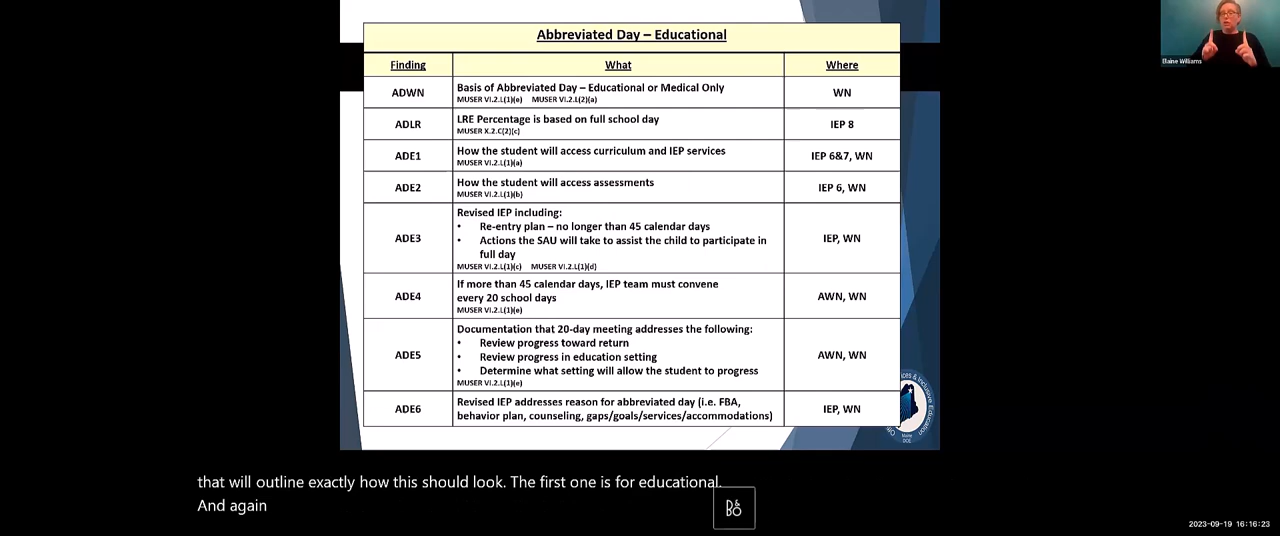 Abbreviated Day – Educational
Finding What Where
ADWN Basis of Abbreviated Day – Educational or Medical Only WN
MUSER VI.2.L(1)(e) MUSER VI.2.L(2)(a)
ADLR LRE Percentage is based on full school day IEP 8
MUSER X.2.C(2)(c)
ADE1 How the student will access curriculum and IEP services IEP 6&7, WN
MUSER VI.2.L(1)(a)
ADE2 How the student will access assessments IEP 6, WN
MUSER VI.2.L(1)(b)
ADE3 Revised IEP including: IEP, WN
• Re-entry plan – no longer than 45 calendar days
• Actions the SAU will take to assist the child to participate in
full day
MUSER VI.2.L(1)(c) MUSER VI.2.L(1)(d)
ADE4 If more than 45 calendar days, IEP team must convene AWN, WN
every 20 school days
MUSER VI.2.L(1)(e)
ADE5 Documentation that 20-day meeting addresses the following: AWN, WN
• Review progress toward return
• Review progress in education setting
• Determine what setting will allow the student to progress
MUSER VI.2.L(1)(e)
ADE6 Revised IEP addresses reason for abbreviated day (i.e. FBA, IEP, WN
behavior plan, counseling, gaps/goals/services/accommodations)
Elaine Williams
Inclusive Education
Maine
DOE
that will outline exactly how this should look. The first one is for educational.
And again
B&O
2023-09-19 16:16:23